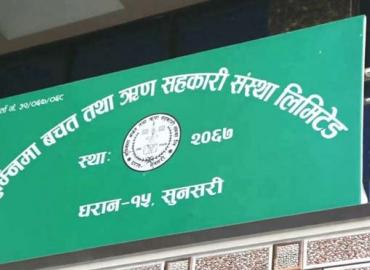 बचत तथा ऋण सहकारी संस्था लिमिटेड
स्था: २०६७
धरान-१५, सुनसरी